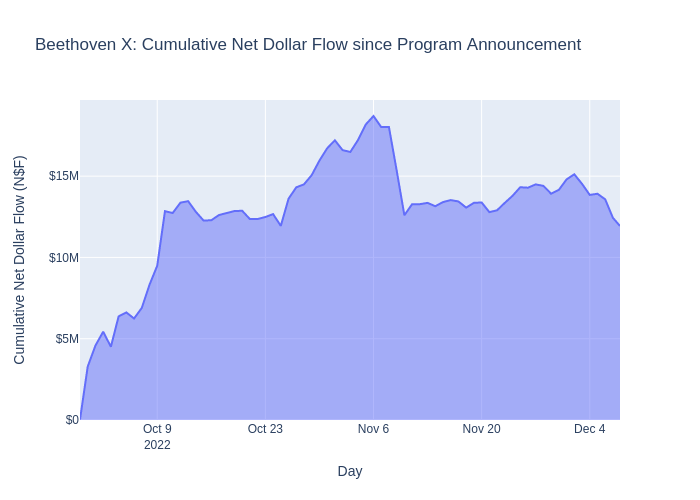 Beethoven X: Cumulative Net Dollar Flow since Program Announcement
Cumulative Net Dollar Flow (N$F)
$15M
$10M
$5M
$0
Oct 9
2022
Oct 23
Nov 6
Nov 20
Dec 4
Day